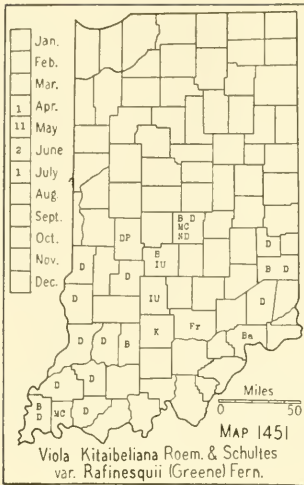 Jan.
Feb.
Mar.
1 Apr.
11 May
2 June
1 July
Aug.
Sept.
Oct.
Nov.
Dec.
B D
MC
ND
DP
B
IU
D
B D
D
D
D
IU
D
K
Fr
Ba
D
D
B
D
D
B
D
MC
D
Miles
0 50
MAP 1451
Viola Kitaibeliana Roem. & Schultes
var. Rafinesquii (Greene) Fern.